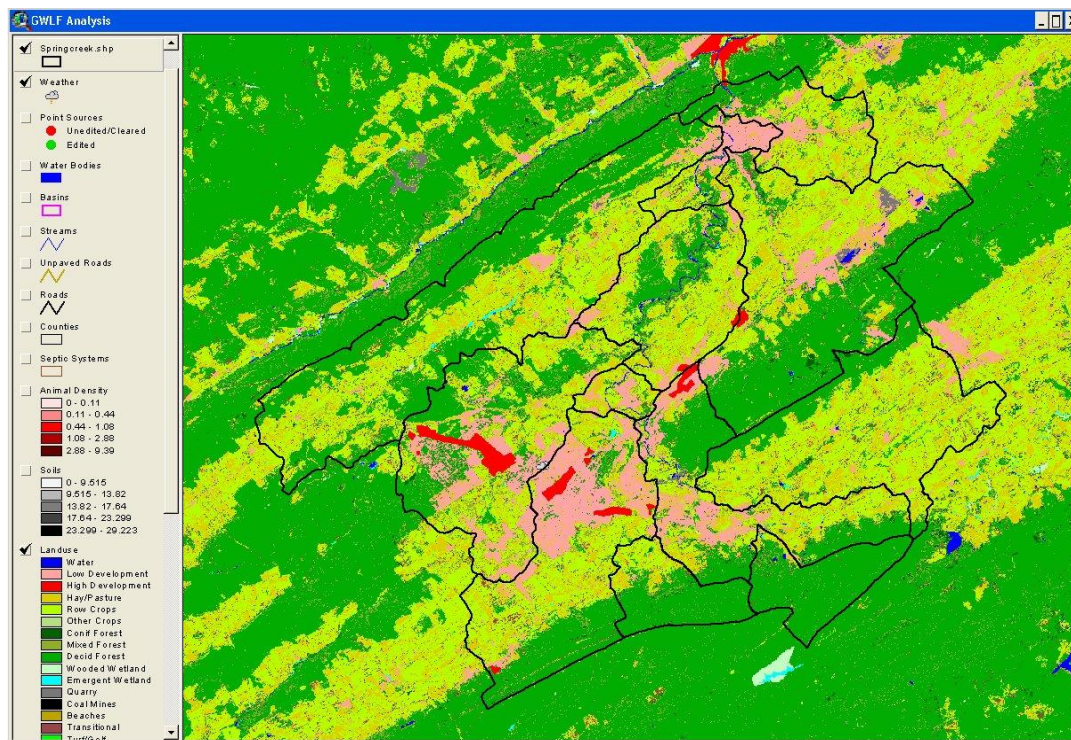 GWLF Analysis
Springcreek.shp
Weather
Point Sources
Unedited/Cleared
Edited
Water Bodies
Basins
Streams
Unpaved Roads
Roads
Counties
Septic Systems
Animal Density
0 - 0.11
0.11 - 0.44
0.44 - 1.08
1.08 - 2.88
2.88 - 9.39
Soils
0 - 9.515
9.515 - 13.82
13.82 - 17.64
17.64 - 23.299
23.299 - 29.223
Landuse
Water
Low Development
High Development
Hay/Pasture
Row Crops
Other Crops
Conif Forest
Mixed Forest
Decid Forest
Wooded Wetland
Emergent Wetland
Quarry
Coal Mines
Beaches
Transitional
Turf/Golf